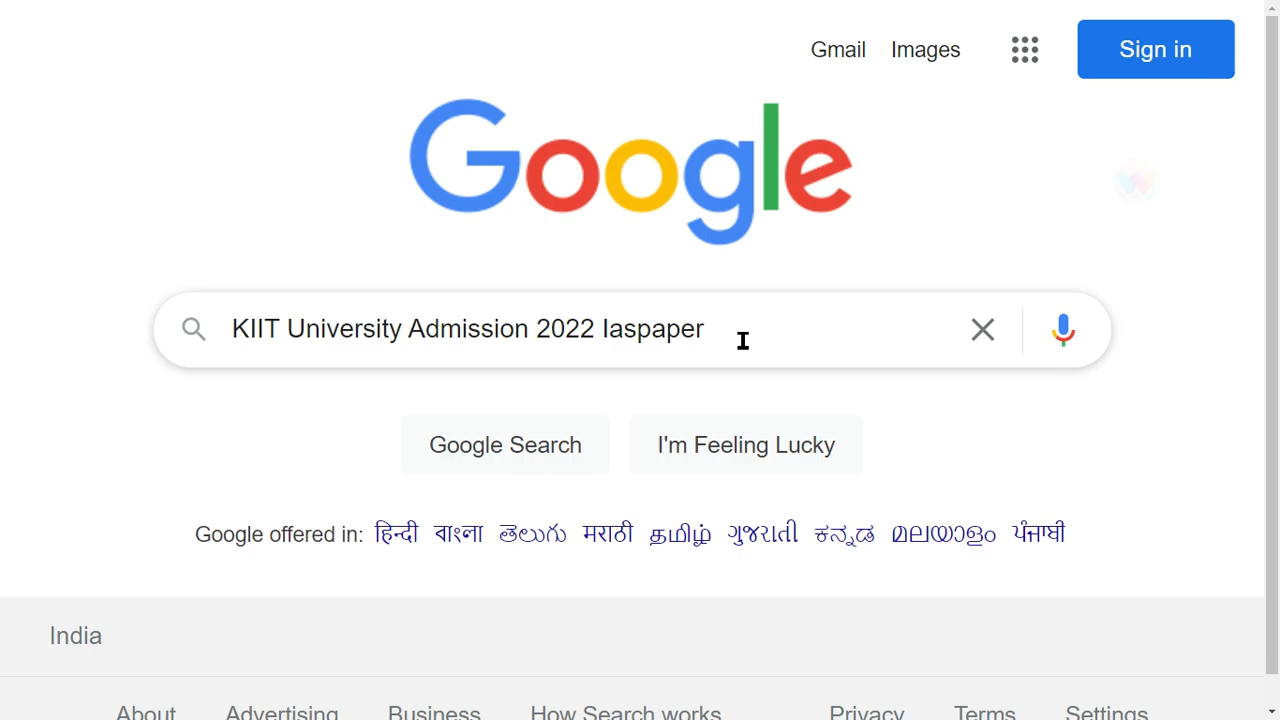 Gmail Images Sign in
Google
KIIT University Admission 2022 Iaspaper
Google Search I'm Feeling Lucky
Google offered in: हिन्दी বাংলা తెలుగు मराठी தமிழ் ગુજરાતી ಕನ್ನಡ മലയാളം ਪੰਜਾਬੀ
India
About Advertising Business How Search works Privacy Terms Settings